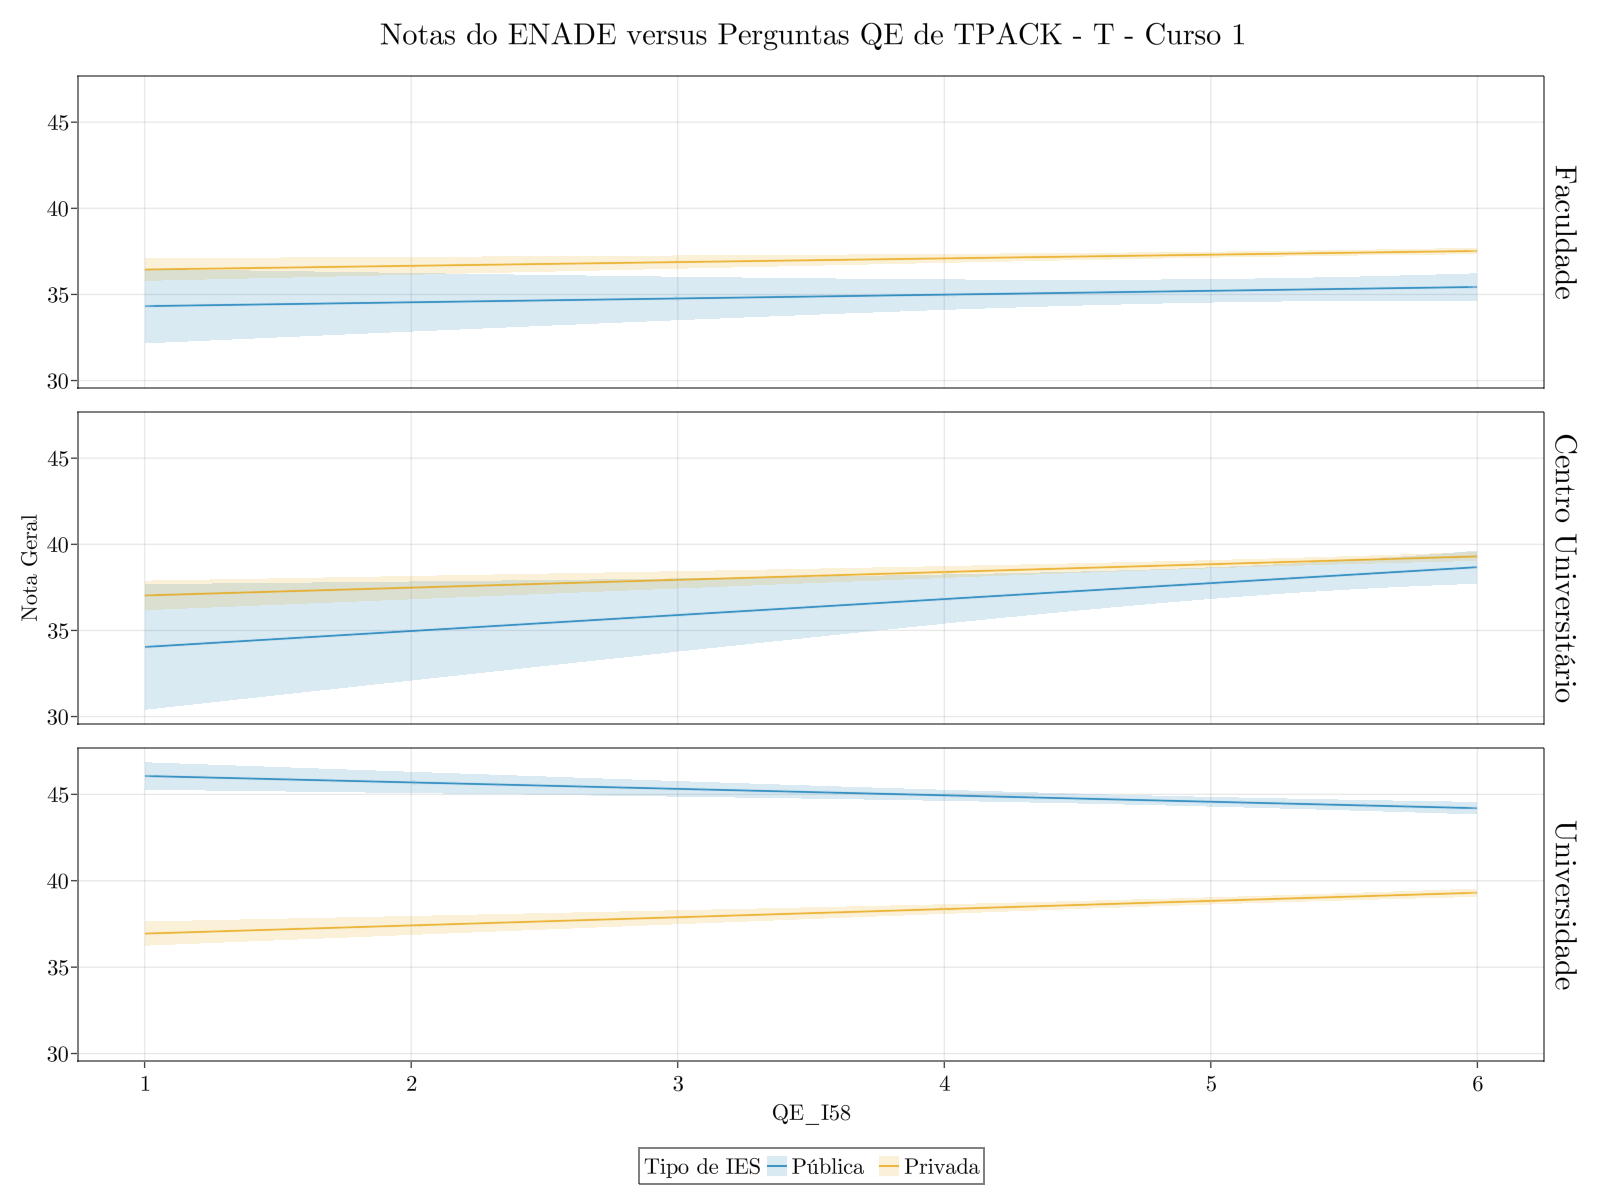 Notas do ENADE versus Perguntas QE de TPACK - T - Curso 1
45
40
35
30
Faculdade
45
40
35
30
Centro Universitário
Nota Geral
45
40
35
30
Universidade
1 2 3 4 5 6
QE_I58
Tipo de IES Pública Privada